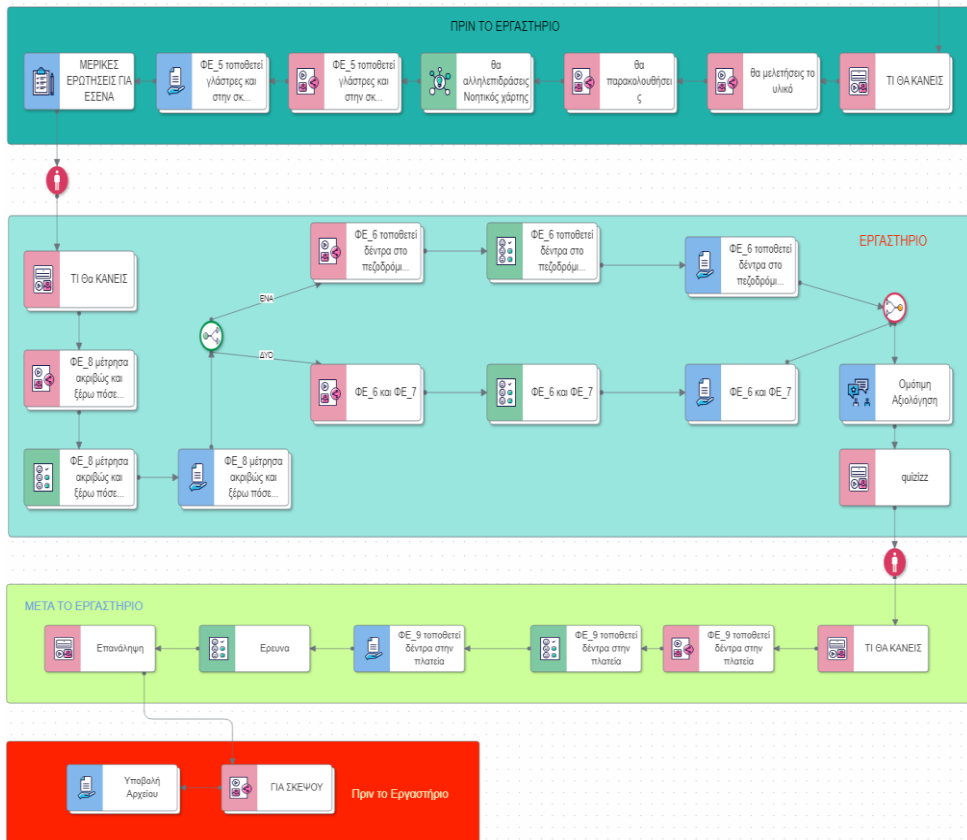 ΠΡΙΝ ΤΟ ΕΡΓΑΣΤΗΡΙΟ
ΜΕΡΙΚΕΣ
ΕΡΩΤΗΣΕΙΣ ΓΙΑ
ΕΣΕΝΑ
ΦΕ_5 τοποθετεί
γλάστρες και
στην σκ...
ΦΕ_5 τοποθετεί
γλάστρες και
στην σκ...
θα
αλληλεπιδράσεις
Νοητικός χάρτης
θα
παρακολουθήσει
ς
θα μελετήσεις το
υλικό
ΤΙ ΘΑ ΚΑΝΕΙΣ
ΕΡΓΑΣΤΗΡΙΟ
ΤΙ Θα ΚΑΝΕΙΣ
ΦΕ_8 μέτρησα
ακριβώς και
ξέρω πόσε...
ΦΕ_8 μέτρησα
ακριβώς και
ξέρω πόσε...
ΦΕ_8 μέτρησα
ακριβώς και
ξέρω πόσε...
ΕΝΑ
ΦΕ_6 τοποθετεί
δέντρα στο
πεζοδρόμι...
ΦΕ_6 τοποθετεί
δέντρα στο
πεζοδρόμι...
ΦΕ_6 τοποθετεί
δέντρα στο
πεζοδρόμι...
ΔΥΟ
ΦΕ_6 και ΦΕ_7
ΦΕ_6 και ΦΕ_7
ΦΕ_6 και ΦΕ_7
Ομότιμη
Αξιολόγηση
quizizz
ΜΕΤΑ ΤΟ ΕΡΓΑΣΤΗΡΙΟ
Επανάληψη
Ερευνα
ΦΕ_9 τοποθετεί
δέντρα στην
πλατεία
ΦΕ_9 τοποθετεί
δέντρα στην
πλατεία
ΦΕ_9 τοποθετεί
δέντρα στην
πλατεία
ΤΙ ΘΑ ΚΑΝΕΙΣ
Υποβολή
Αρχείου
ΓΙΑ ΣΚΕΨΟΥ
Πριν το Εργαστήριο